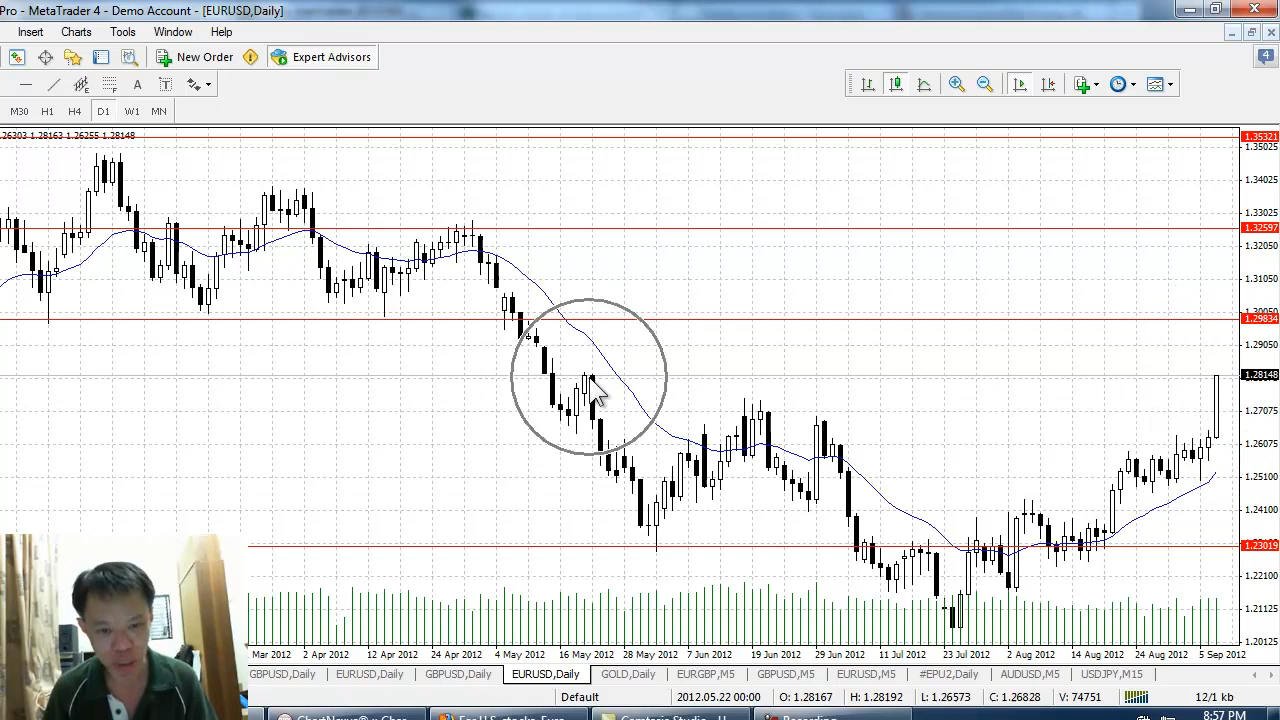 Pro - MetaTrader 4 - Demo Account - [EURUSD,Daily]
Insert Charts Tools Window Help
4
New Order Expert Advisors
A T
M30 H1 H4 D1 W1 MN
.26303 1.28163 1.26255 1.28148
1.35321
1.35025
1.34025
1.33025
1.32597
1.32050
1.31050
1.29834
1.29050
1.28148
1.27075
1.26075
1.25100
1.24100
1.23019
1.22100
1.21125
1.20125
Mar 2012 2 Apr 2012 12 Apr 2012 24 Apr 2012 4 May 2012 16 May 2012 28 May 2012 7 Jun 2012 19 Jun 2012 29 Jun 2012 11 Jul 2012 23 Jul 2012 2 Aug 2012 14 Aug 2012 24 Aug 2012 5 Sep 2012
GBPUSD,Daily EURUSD,Daily GBPUSD,Daily EURUSD,Daily GOLD,Daily EURGBP,M5 GBPUSD,M5 EURUSD,M5 #EPU2,Daily AUDUSD,M5 USDJPY,M15
Default 2012.05.22 00:00 O: 1.28167 H: 1.28192 L: 1.26573 C: 1.26828 V: 74751 12/1 kb
8:57 PM